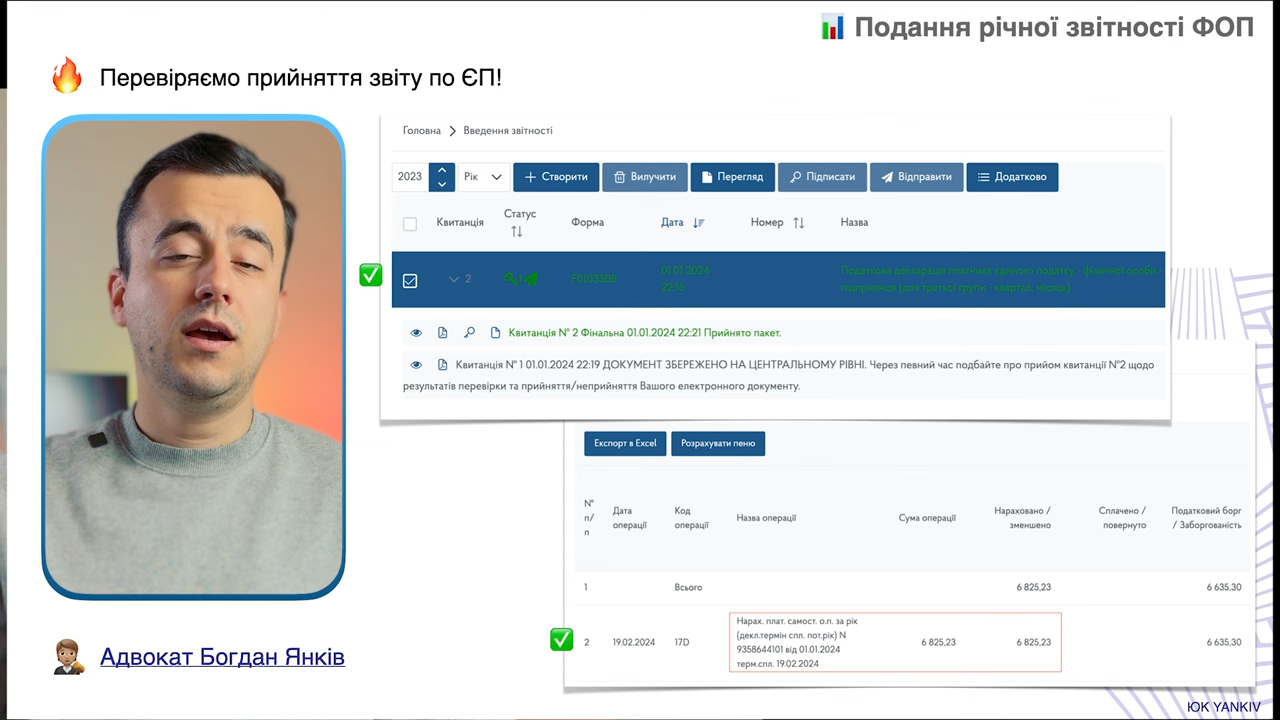 Подання річної звітності ФОП
Перевіряємо прийняття звіту по ЄП!
Головна > Введення звітності
2023 Рік Створити Вилучити Перегляд Підписати Відправити Додатково
Квитанція Статус Форма Дата Номер Назва
2 F0103308 01.01.2024 22:16 Податкова декларація платника єдиного податку - фізичної особи -
підприємця (для третьої групи - квартал, місяць)
Квитанція № 2 Фінальна 01.01.2024 22:21 Прийнято пакет.
Квитанція № 1 01.01.2024 22:19 ДОКУМЕНТ ЗБЕРЕЖЕНО НА ЦЕНТРАЛЬНОМУ РІВНІ. Через певний час подбайте про прийом квитанції №2 щодо
результатів перевірки та прийняття/неприйняття Вашого електронного документу.
Експорт в Excel Розрахувати пеню
N° п/п Дата операції Код операції Назва операції Сума операції Нараховано / зменшено Сплачено / повернуто Податковий борг / Заборгованість
1 Всього 6 825,23 6 635,30
Нарах. плат. самост. о.п. за рік
(декл.термін спл. пот.рік) N
2 19.02.2024 17D 6 825,23 6 825,23 6 635,30
9358644101 від 01.01.2024
терм.спл. 19.02.2024
Адвокат Богдан Янків
ЮК YANKIV